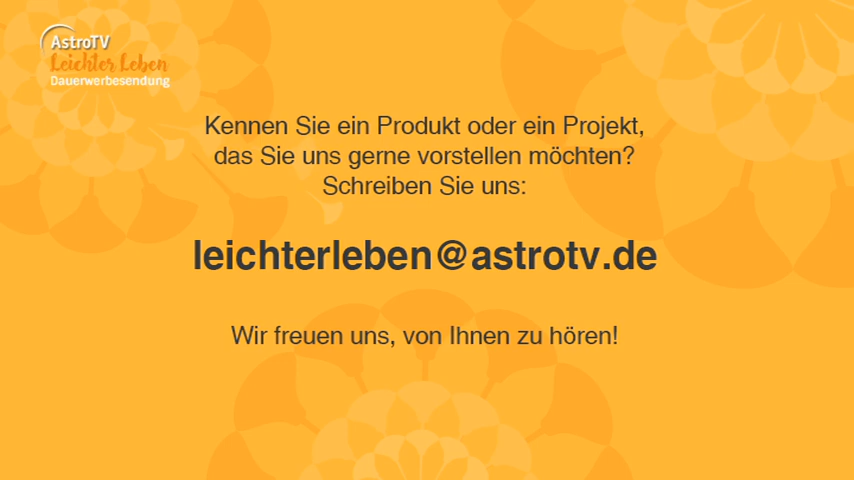 AstroTV
Leichter Leben
Dauerwerbesendung
Kennen Sie ein Produkt oder ein Projekt,
das Sie uns gerne vorstellen möchten?
Schreiben Sie uns:
leichterleben@astrotv.de
Wir freuen uns, von Ihnen zu hören!